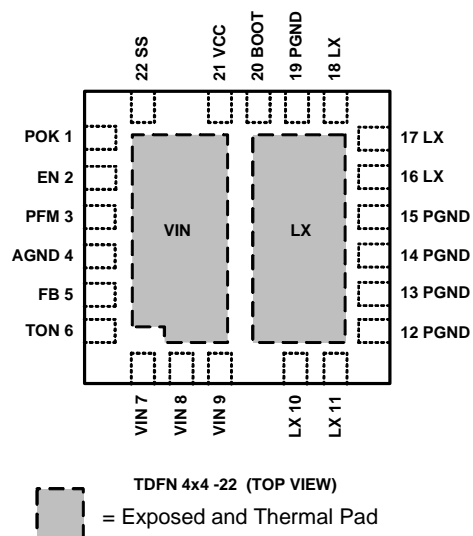 22 SS
21 VCC
20 BOOT
19 PGND
18 LX
POK 1
EN 2
PFM 3
AGND 4
FB 5
TON 6
VIN
LX
17 LX
16 LX
15 PGND
14 PGND
13 PGND
12 PGND
VIN 7
VIN 8
VIN 9
LX 10
LX 11
TDFN 4x4 -22 (TOP VIEW)
= Exposed and Thermal Pad